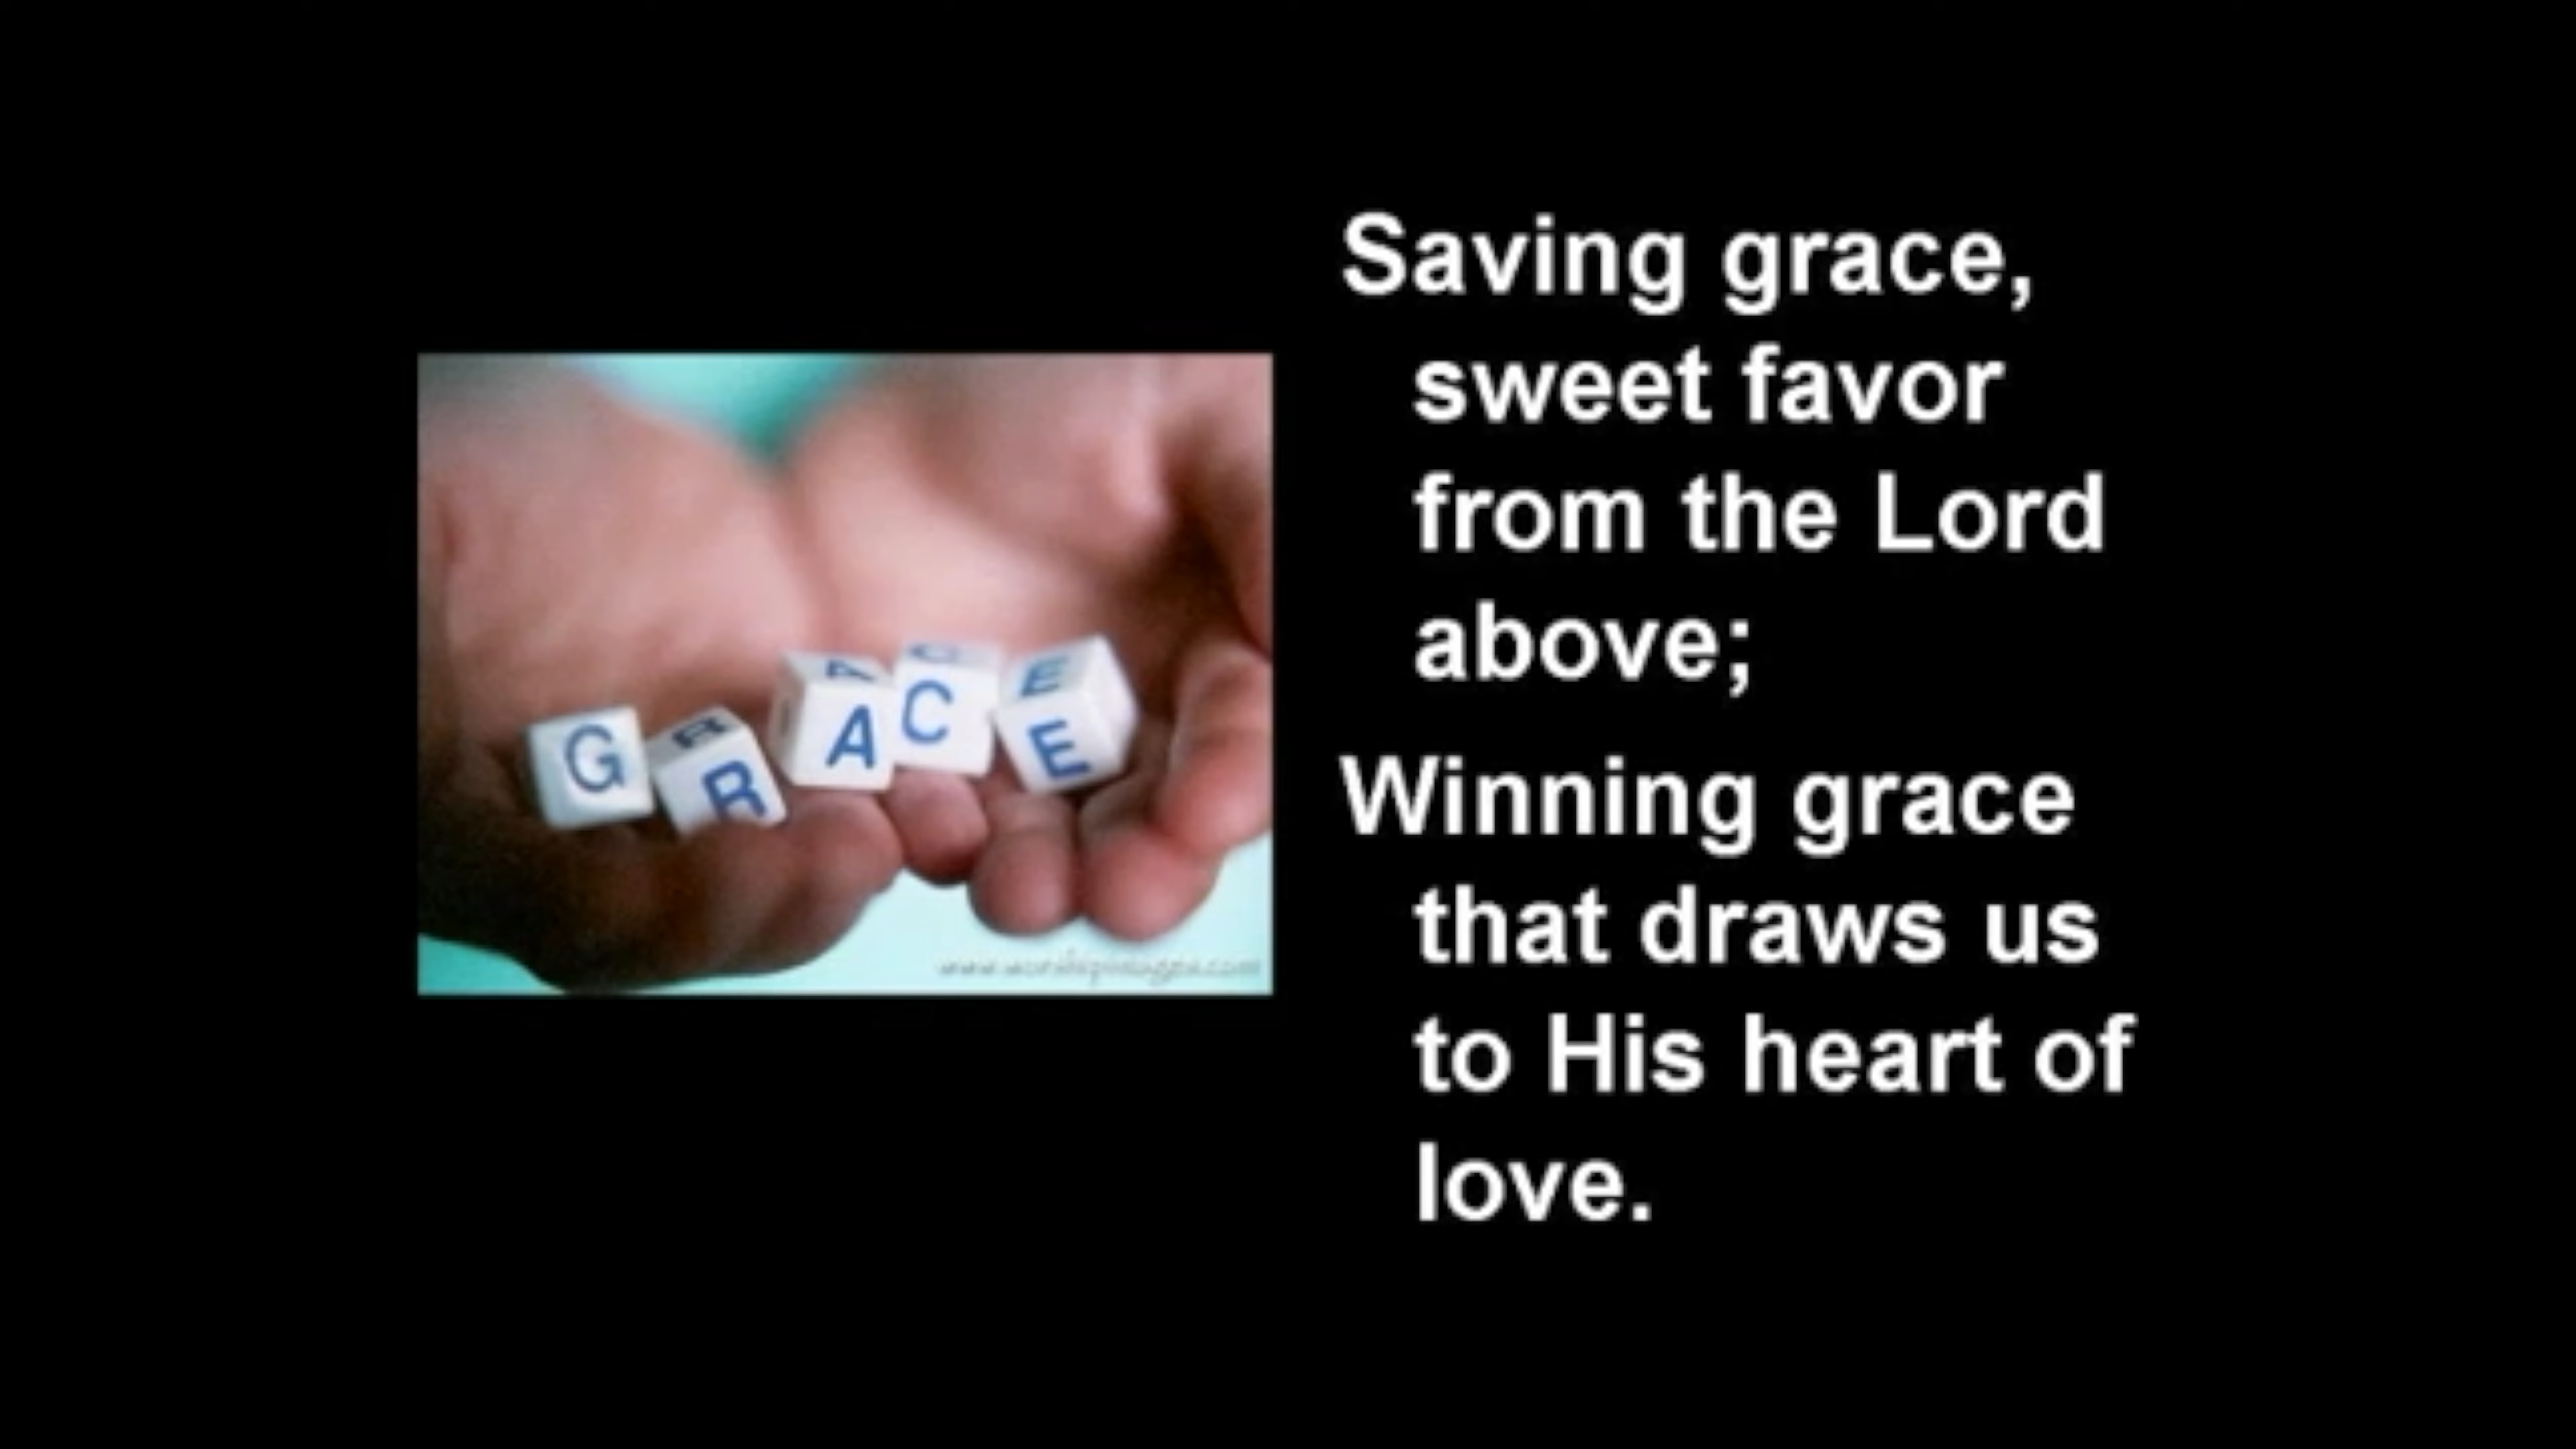 Saving grace,
sweet favor
from the Lord
above;
Winning grace
that draws us
to His heart of
love.
G R A C E